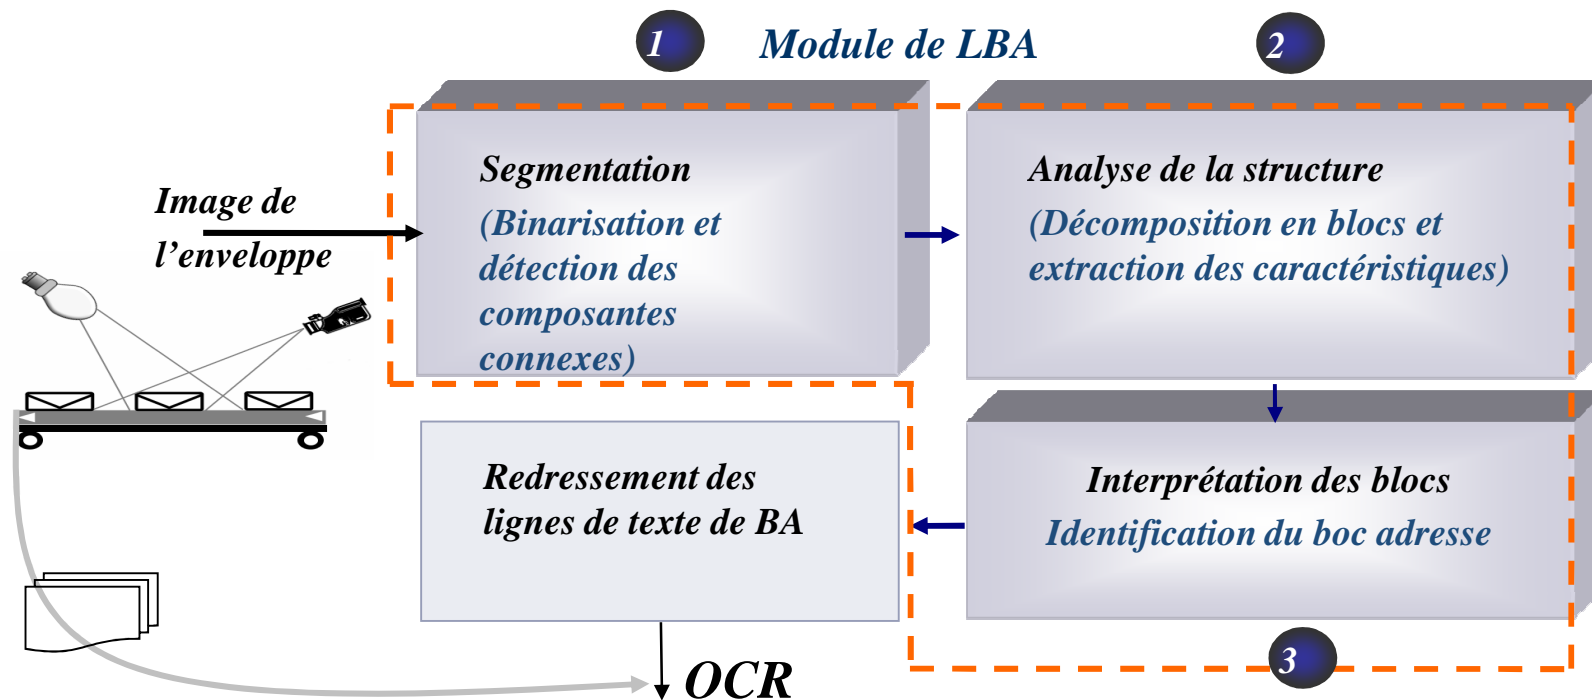 1
Module de LBA
2
Image de
l’enveloppe
Segmentation
(Binarisation et
détection des
composantes
connexes)
Analyse de la structure
(Décomposition en blocs et
extraction des caractéristiques)
Interprétation des blocs
Identification du boc adresse
3
Redressement des
lignes de texte de BA
OCR